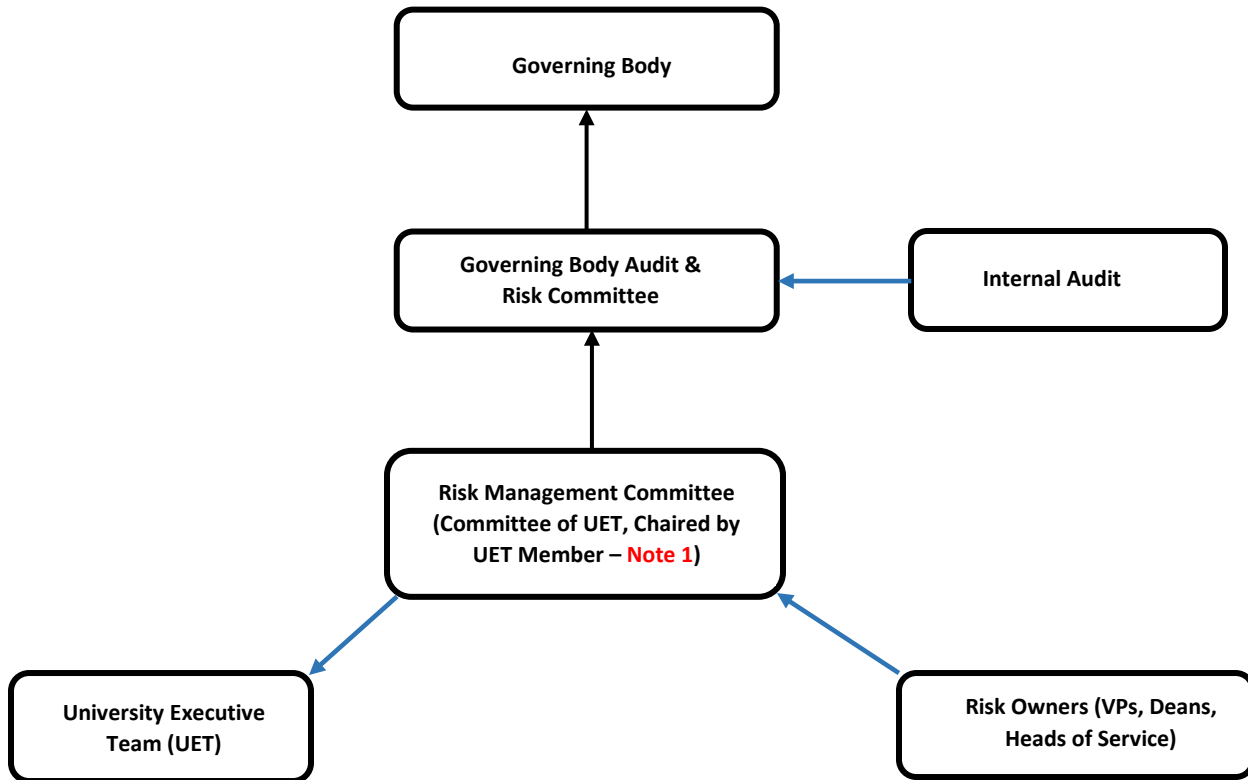 Governing Body
Governing Body Audit &
Risk Committee
Internal Audit
Risk Management Committee
(Committee of UET, Chaired by
UET Member – Note 1)
University Executive
Team (UET)
Risk Owners (VPs, Deans,
Heads of Service)